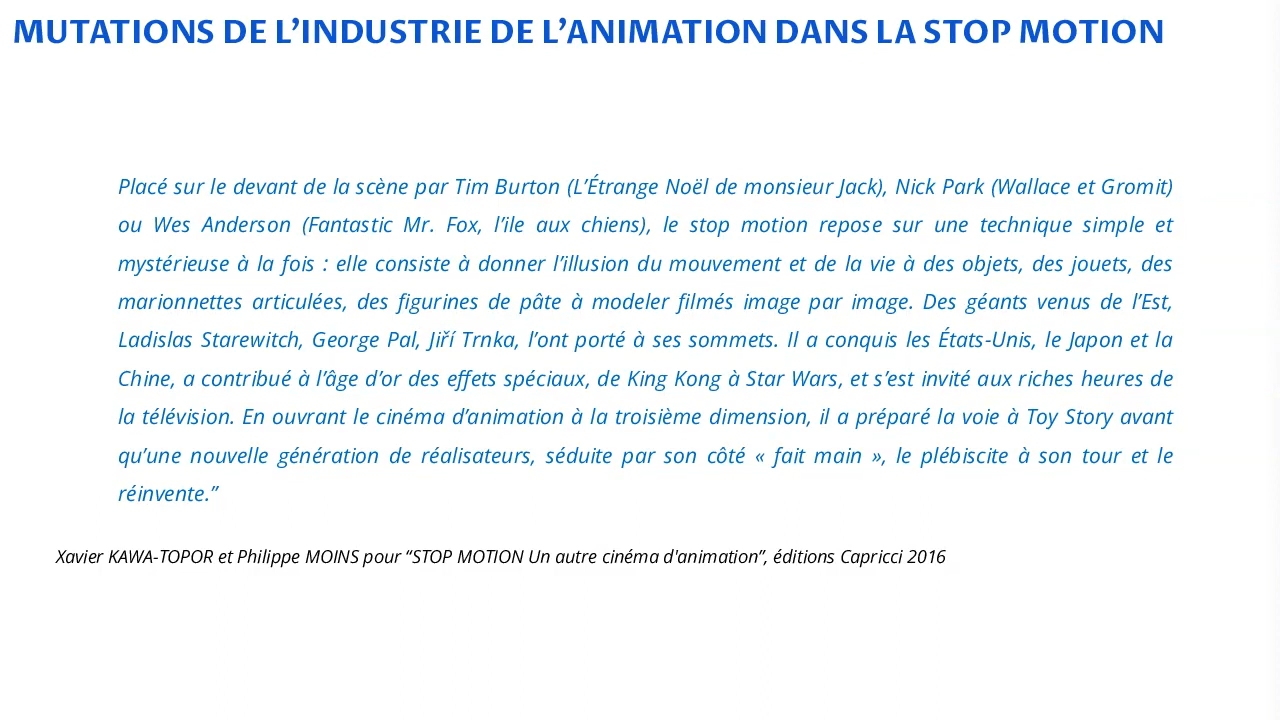 MUTATIONS DE L’INDUSTRIE DE L’ANIMATION DANS LA STOP MOTION
Placé sur le devant de la scène par Tim Burton (L’Étrange Noël de monsieur Jack), Nick Park (Wallace et Gromit)
ou Wes Anderson (Fantastic Mr. Fox, l’ile aux chiens), le stop motion repose sur une technique simple et
mystérieuse à la fois : elle consiste à donner l’illusion du mouvement et de la vie à des objets, des jouets, des
marionnettes articulées, des figurines de pâte à modeler filmés image par image. Des géants venus de l’Est,
Ladislas Starewitch, George Pal, Jiří Trnka, l’ont porté à ses sommets. Il a conquis les États-Unis, le Japon et la
Chine, a contribué à l’âge d’or des effets spéciaux, de King Kong à Star Wars, et s’est invité aux riches heures de
la télévision. En ouvrant le cinéma d’animation à la troisième dimension, il a préparé la voie à Toy Story avant
qu’une nouvelle génération de réalisateurs, séduite par son côté « fait main », le plébiscite à son tour et le
réinvente.”
Xavier KAWA-TOPOR et Philippe MOINS pour “STOP MOTION Un autre cinéma d'animation”, éditions Capricci 2016